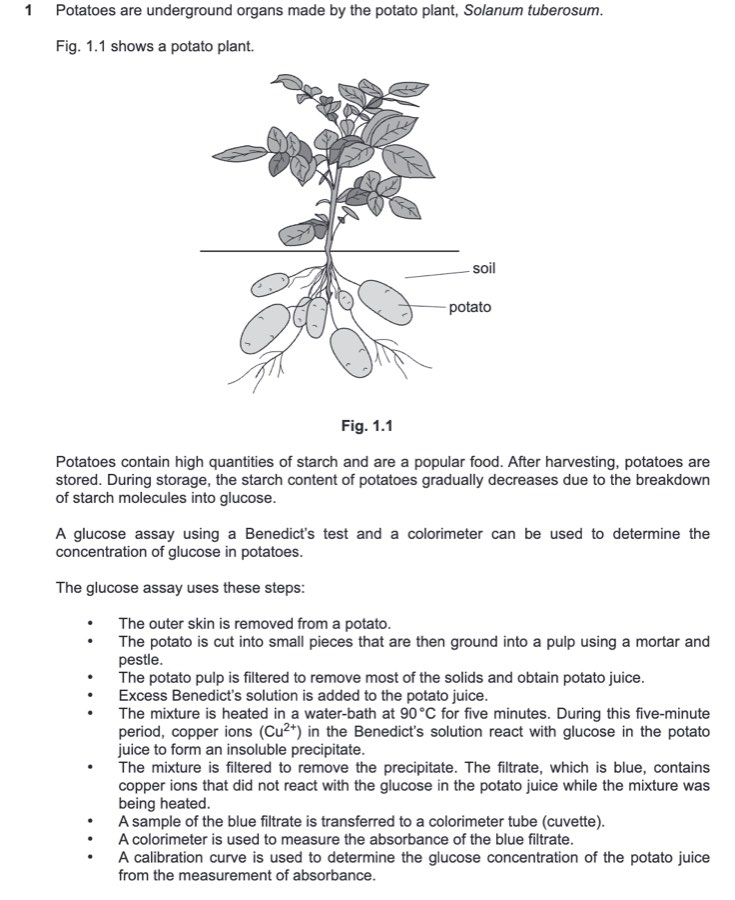 1 Potatoes are underground organs made by the potato plant, Solanum tuberosum.
Fig. 1.1 shows a potato plant.
soil
potato
Fig. 1.1
Potatoes contain high quantities of starch and are a popular food. After harvesting, potatoes are
stored. During storage, the starch content of potatoes gradually decreases due to the breakdown
of starch molecules into glucose.
A glucose assay using a Benedict's test and a colorimeter can be used to determine the
concentration of glucose in potatoes.
The glucose assay uses these steps:
• The outer skin is removed from a potato.
• The potato is cut into small pieces that are then ground into a pulp using a mortar and
pestle.
• The potato pulp is filtered to remove most of the solids and obtain potato juice.
• Excess Benedict's solution is added to the potato juice.
• The mixture is heated in a water-bath at 90 °C for five minutes. During this five-minute
period, copper ions (Cu²⁺) in the Benedict's solution react with glucose in the potato
juice to form an insoluble precipitate.
• The mixture is filtered to remove the precipitate. The filtrate, which is blue, contains
copper ions that did not react with the glucose in the potato juice while the mixture was
being heated.
• A sample of the blue filtrate is transferred to a colorimeter tube (cuvette).
• A colorimeter is used to measure the absorbance of the blue filtrate.
• A calibration curve is used to determine the glucose concentration of the potato juice
from the measurement of absorbance.